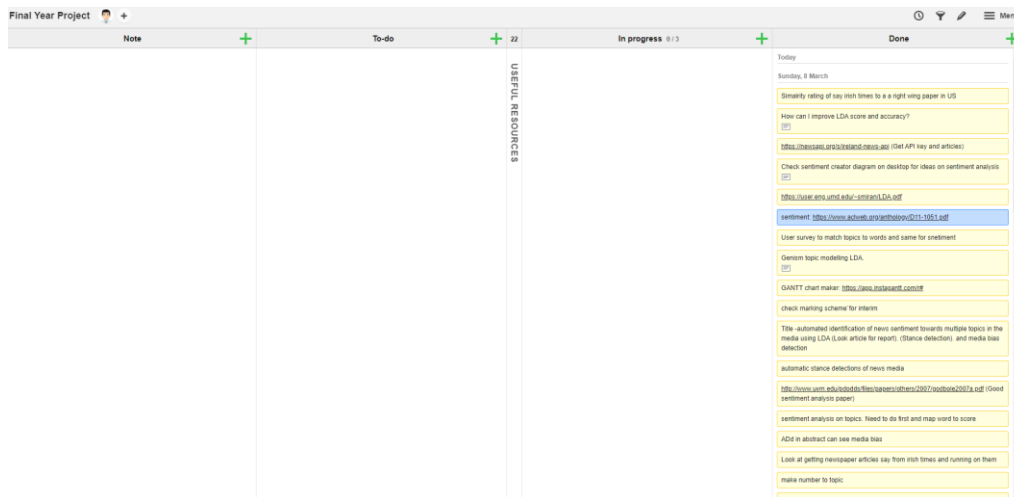 Final Year Project +
Men
Note +
To-do +
22
In progress 0 / 3 +
Done +
USEFUL RESOURCES
Today
Sunday, 8 March
Simalrity rating of say irish times to a a right wing paper in US
How can I improve LDA score and accuracy?
https://newsapi.org/s/ireland-news-api (Get API key and articles)
Check sentiment creator diagram on desktop for ideas on sentiment analysis
https://user.eng.umd.edu/~smiran/LDA.pdf
sentiment: https://www.aclweb.org/anthology/D11-1051.pdf
User survey to match topics to words and same for snetiment
Genism topic modelling LDA.
GANTT chart maker: https://app.instagantt.com/r#
check marking scheme for interim
Title -automated identification of news sentiment towards multiple topics in the
media using LDA (Look article for report). (Stance detection). and media bias
detection
automatic stance detections of news media
http://www.uvm.edu/pdodds/files/papers/others/2007/godbole2007a.pdf (Good
sentiment analysis paper)
sentiment analysis on topics. Need to do first and map word to score
ADd in abstract can see media bias
Look at getting newspaper articles say from irish times and running on them
make number to topic